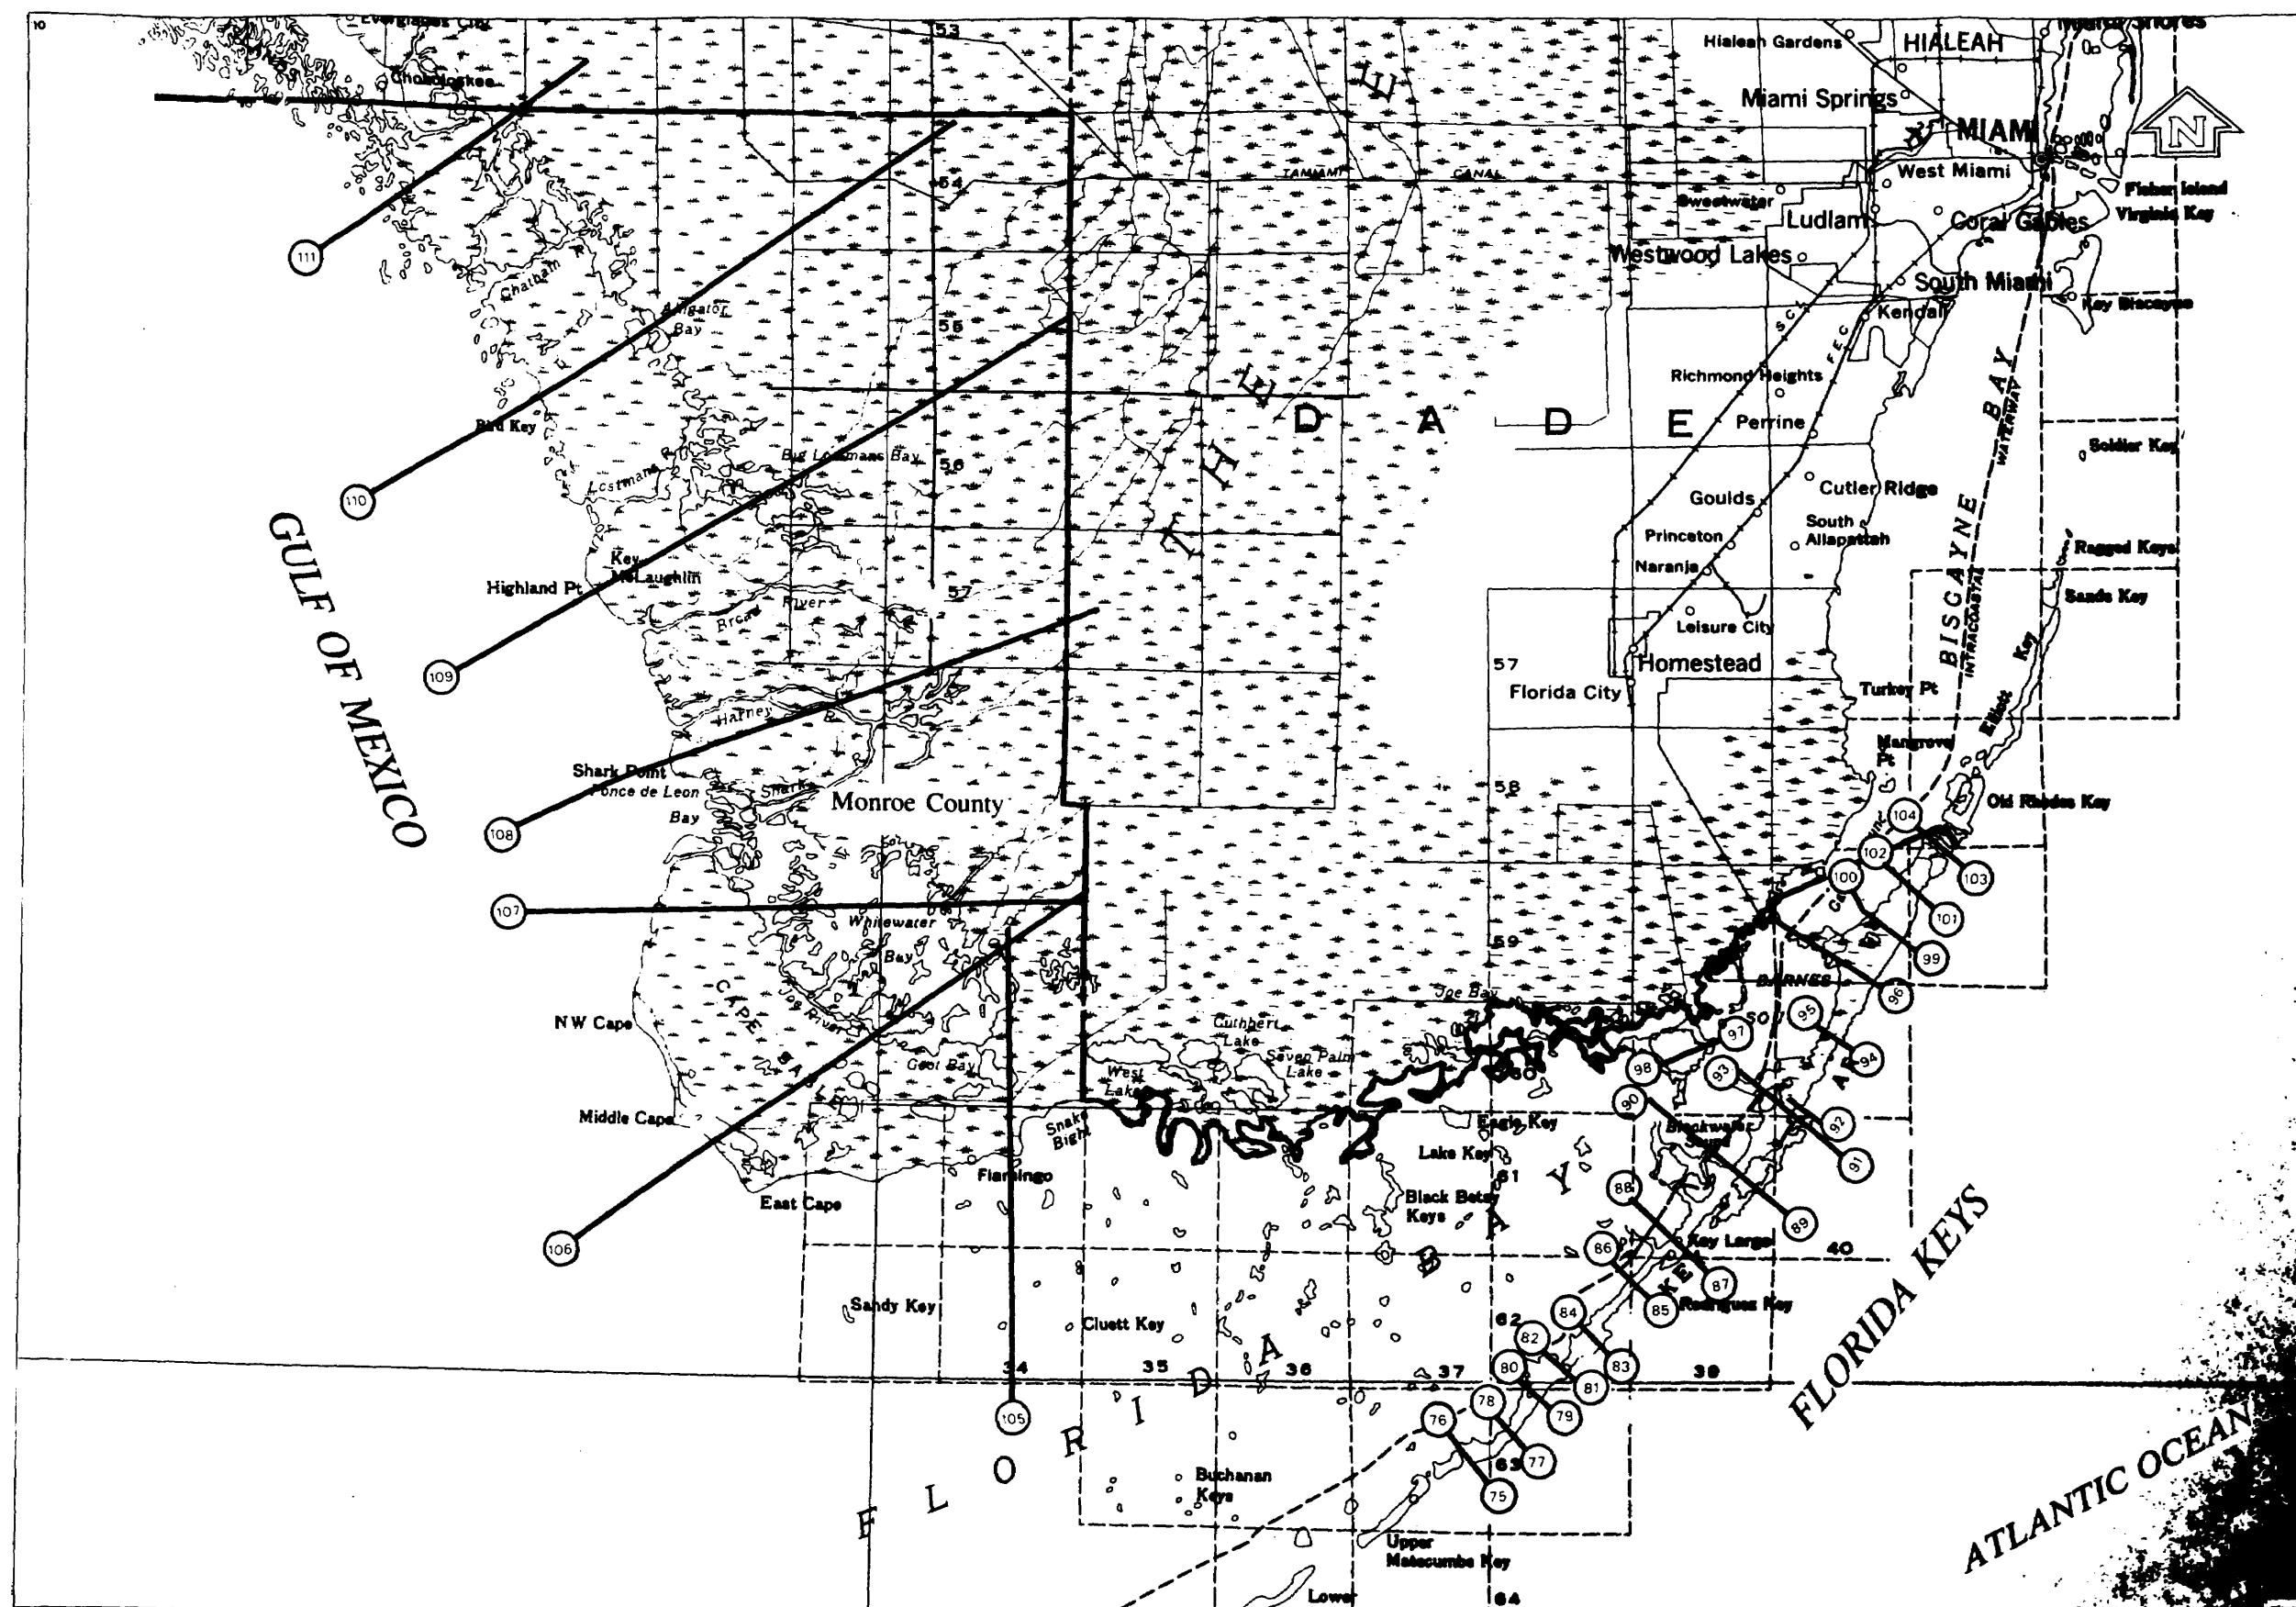 10
Everglades City
53
Hialeah Gardens
HIALEAH
Chokoloskee
Miami Springs
MIAMI
N
West Miami
54
TAMIAMI CANAL
Fisher Island
Sweetwater
Ludlam
Coral Gables
Virginia Key
111
Westwood Lakes
South Miami
Chatham R
Alligator
Bay
55
Key Biscayne
S C L
F E C
Kendall
Richmond Heights
E
E
H
T
D A D E
Perrine
Bird Key
BISCAYNE BAY
INTRACOASTAL WATERWAY
Soldier Key
Big Lostmans Bay
56
Lostmans R
110
Goulds
Cutler Ridge
South
Allapattah
Princeton
Ragged Keys
GULF OF MEXICO
Key
McLaughlin
Highland Pt
Naranja
57
Broad River
Sands Key
Leisure City
109
57
Homestead
Elliott Key
Florida City
Turkey Pt
Harney R
Mangrove
Pt
Shark Point
Ponce de Leon
Bay
Shark R
Monroe County
58
Old Rhodes Key
108
104
102
100
103
107
Whitewater
Bay
101
59
99
BARNES
SOU
96
CAPE SABLE
Joe River
Joe Bay
95
NW Cape
Cuthbert
Lake
97
Coot Bay
Seven Palm
Lake
94
98
93
West
Lake
60
90
Middle Cape
Snake
Bight
Eagle Key
Blackwater
Sound
92
Lake Key
91
Flamingo
61
88
East Cape
Black Betsy
Keys
89
106
86
Key Largo
40
87
Sandy Key
Cluett Key
84
85
Rodriguez Key
62
82
FLORIDA KEYS
34
35
36
37
80
83
39
81
105
76
78
79
FLORIDA BAY
63
77
Buchanan
Keys
75
ATLANTIC OCEAN
Upper
Matecumbe Key
Lower
64